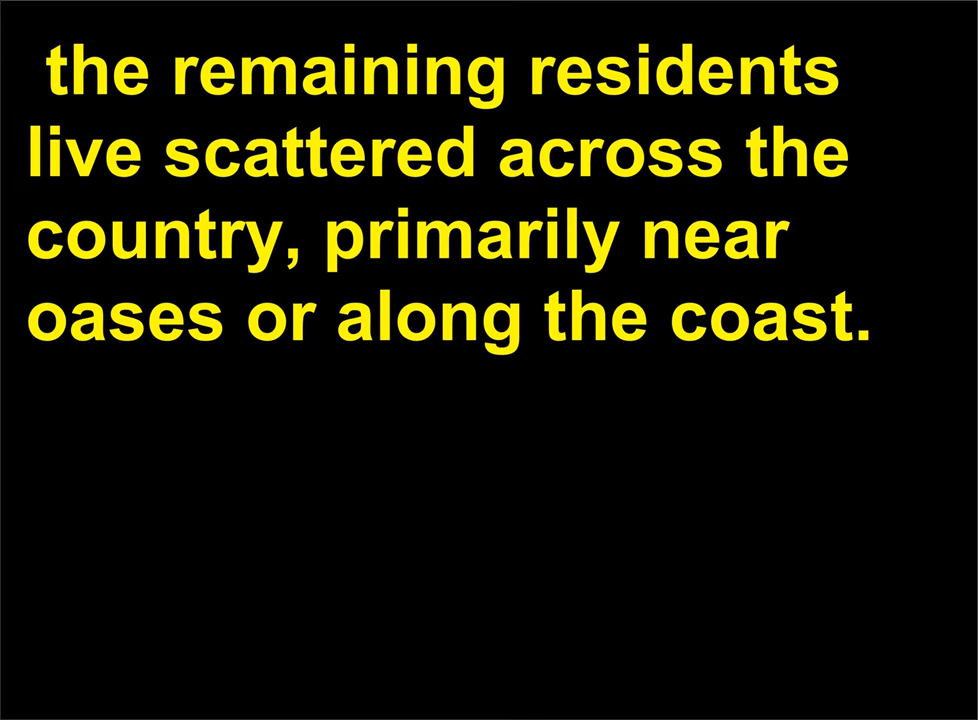 the remaining residents
live scattered across the
country, primarily near
oases or along the coast.